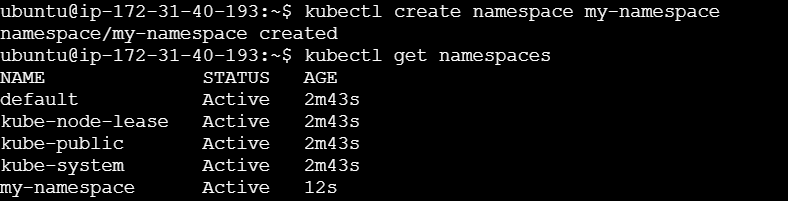 ubuntu@ip-172-31-40-193:~$ kubectl create namespace my-namespace
namespace/my-namespace created
ubuntu@ip-172-31-40-193:~$ kubectl get namespaces
NAME              STATUS   AGE
default           Active   2m43s
kube-node-lease   Active   2m43s
kube-public       Active   2m43s
kube-system       Active   2m43s
my-namespace      Active   12s